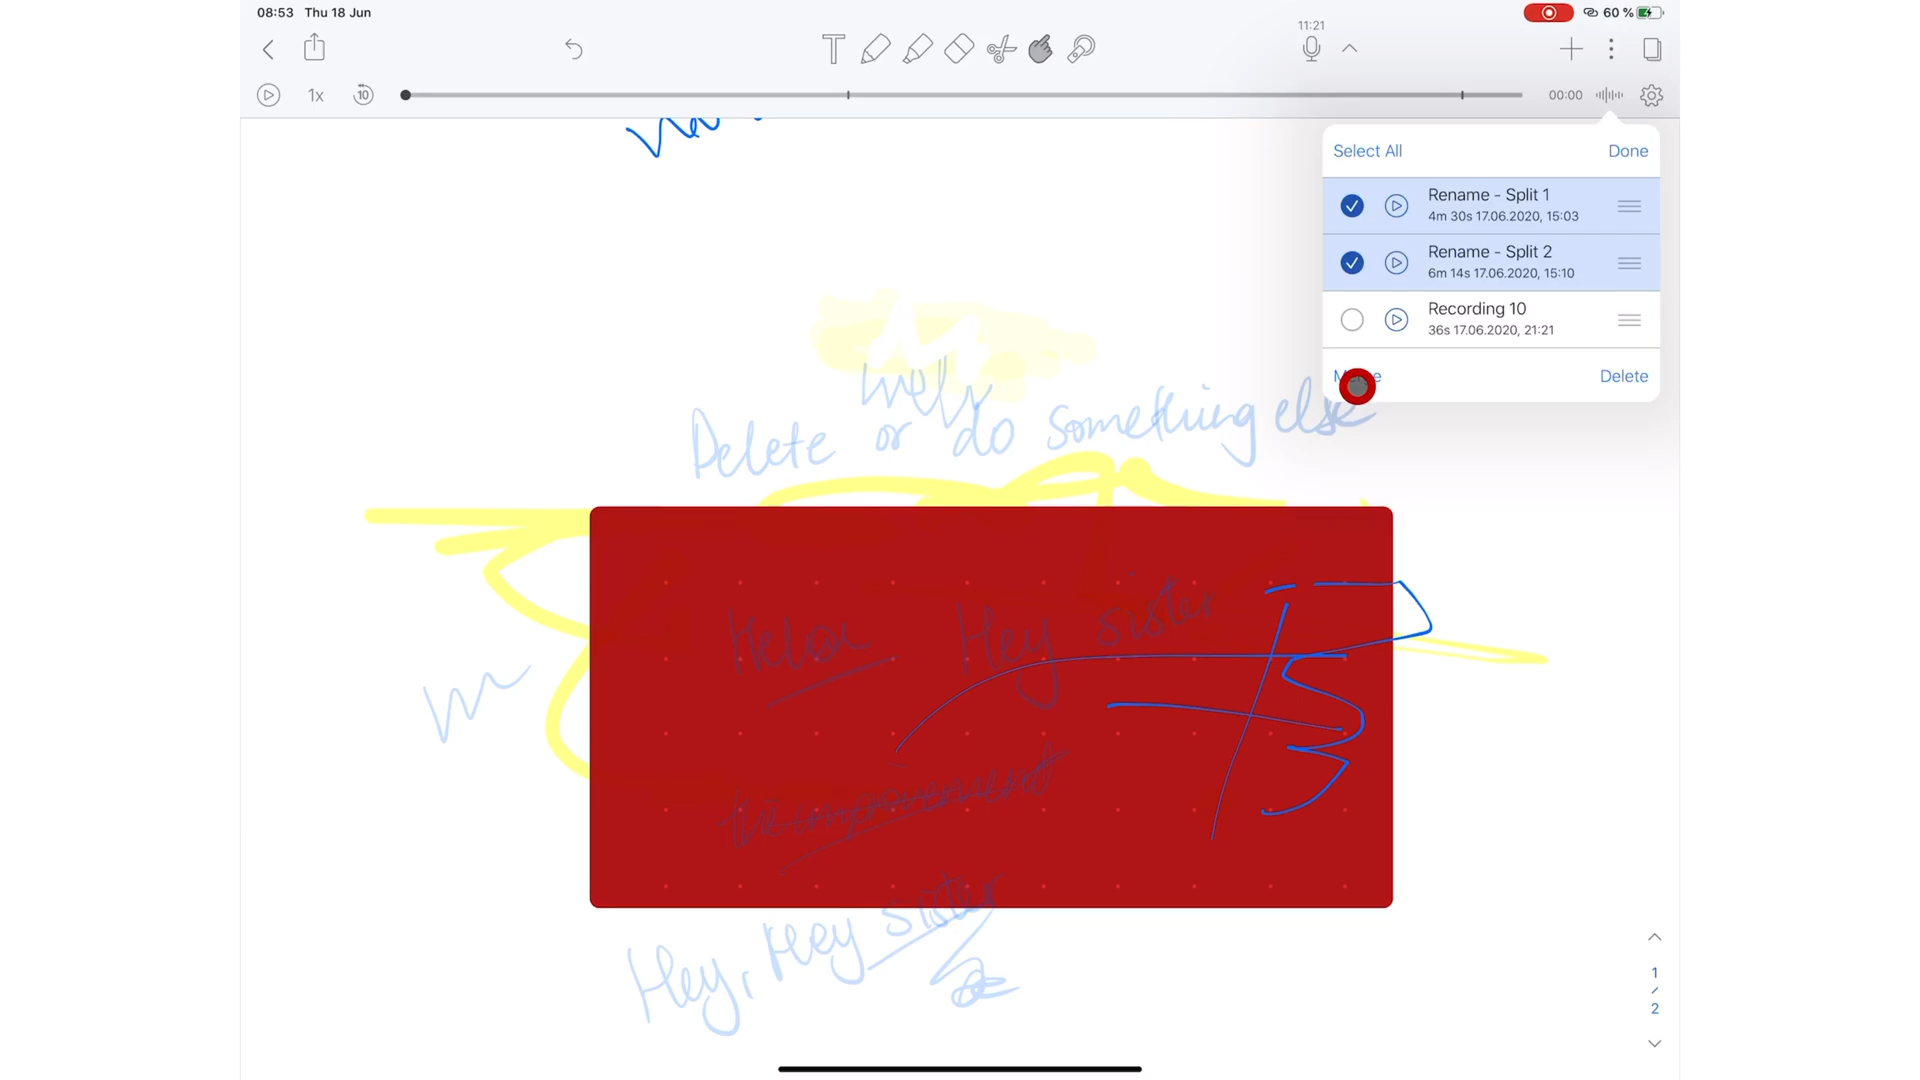 08:53 Thu 18 Jun
60 %
11:21
T
1x
10
00:00
Select All
Done
Rename - Split 1
4m 30s 17.06.2020, 15:03
Rename - Split 2
6m 14s 17.06.2020, 15:10
Recording 10
36s 17.06.2020, 21:21
Delete
well
Delete or do something else
Hey sister
Hey, Hey sister
1
/
2